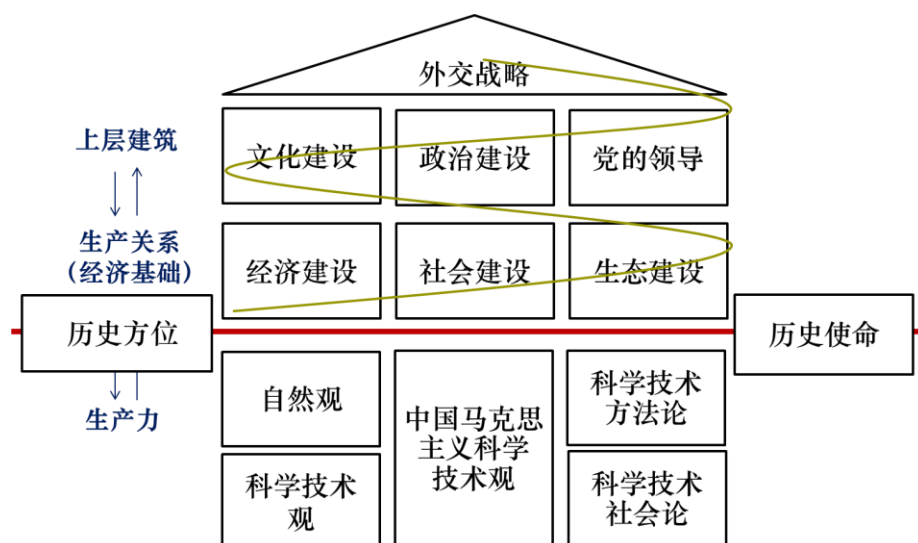 外交战略
上层建筑
文化建设
政治建设
党的领导
生产关系
（经济基础）
经济建设
社会建设
生态建设
历史方位
历史使命
生产力
自然观
中国马克思
主义科学
技术观
科学技术
方法论
科学技术
观
科学技术
社会论